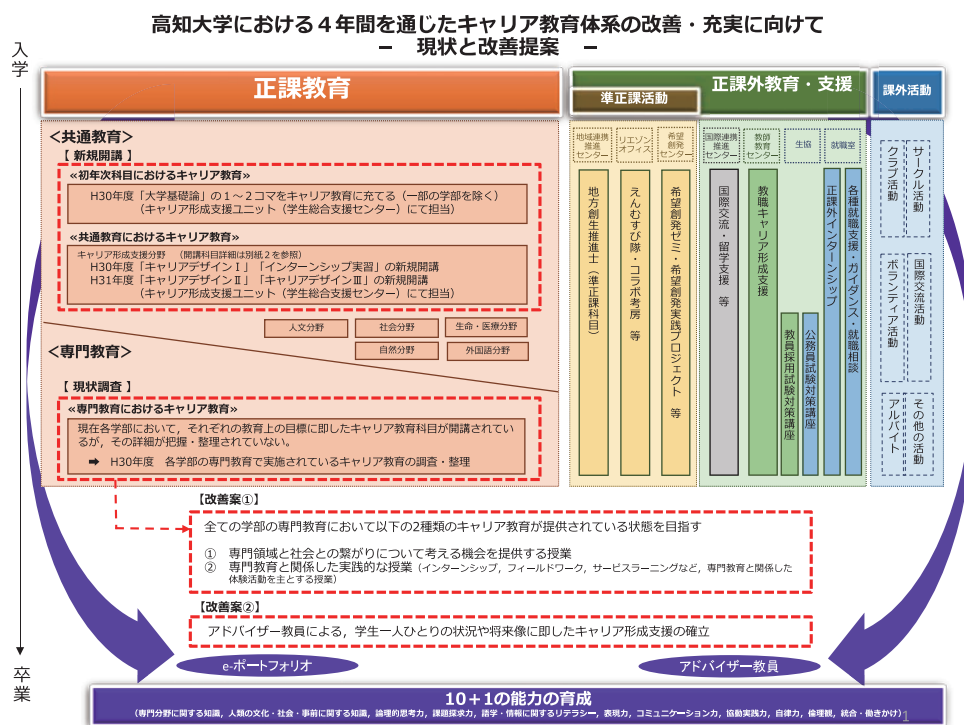 高知大学における４年間を通じたキャリア教育体系の改善・充実に向けて
－　現状と改善提案　－
入学
正課教育
正課外教育・支援
準正課活動
課外活動
＜共通教育＞
【 新規開講 】
≪初年次科目におけるキャリア教育≫
H30年度「大学基礎論」の１～２コマをキャリア教育に充てる（一部の学部を除く）
（キャリア形成支援ユニット（学生総合支援センター）にて担当）
≪共通教育におけるキャリア教育≫
キャリア形成支援分野　（開講科目詳細は別紙２を参照）
H30年度「キャリアデザインⅠ」「インターンシップ実習」の新規開講
H31年度「キャリアデザインⅡ」「キャリアデザインⅢ」の新規開講
（キャリア形成支援ユニット（学生総合支援センター）にて担当）
人文分野
社会分野
生命・医療分野
自然分野
外国語分野
＜専門教育＞
【 現状調査 】
≪専門教育におけるキャリア教育≫
現在各学部において，それぞれの教育上の目標に即したキャリア教育科目が開講されてい
るが，その詳細が把握・整理されていない。
➡　H30年度　各学部の専門教育で実施されているキャリア教育の調査・整理
地域連携
推進
センター
地方創生推進士（準正課科目）
リエゾン
オフィス
えんむすび隊・コラボ考房　等
希望
創発
センター
希望創発ゼミ・希望創発実践プロジェクト　等
国際連携
推進
センター
国際交流・留学支援　等
教師
教育
センター
教職キャリア形成支援
教員採用試験対策講座
生協
公務員試験対策講座
就職室
正課外インターンシップ
各種就職支援・ガイダンス・就職相談
クラブ活動
サークル活動
ボランティア活動
国際交流活動
アルバイト
その他の活動
【改善案①】
全ての学部の専門教育において以下の2種類のキャリア教育が提供されている状態を目指す
①　専門領域と社会との繋がりについて考える機会を提供する授業
②　専門教育と関係した実践的な授業（インターンシップ，フィールドワーク，サービスラーニングなど，専門教育と関係した
体験活動を主とする授業）
【改善案②】
アドバイザー教員による，学生一人ひとりの状況や将来像に即したキャリア形成支援の確立
卒業
e-ポートフォリオ
アドバイザー教員
10＋1の能力の育成
（専門分野に関する知識，人類の文化・社会・事前に関する知識，論理的思考力，課題探求力，語学・情報に関するリテラシー，表現力，コミュニケーション力，協働実践力，自律力，倫理観，統合・働きかけ）
1